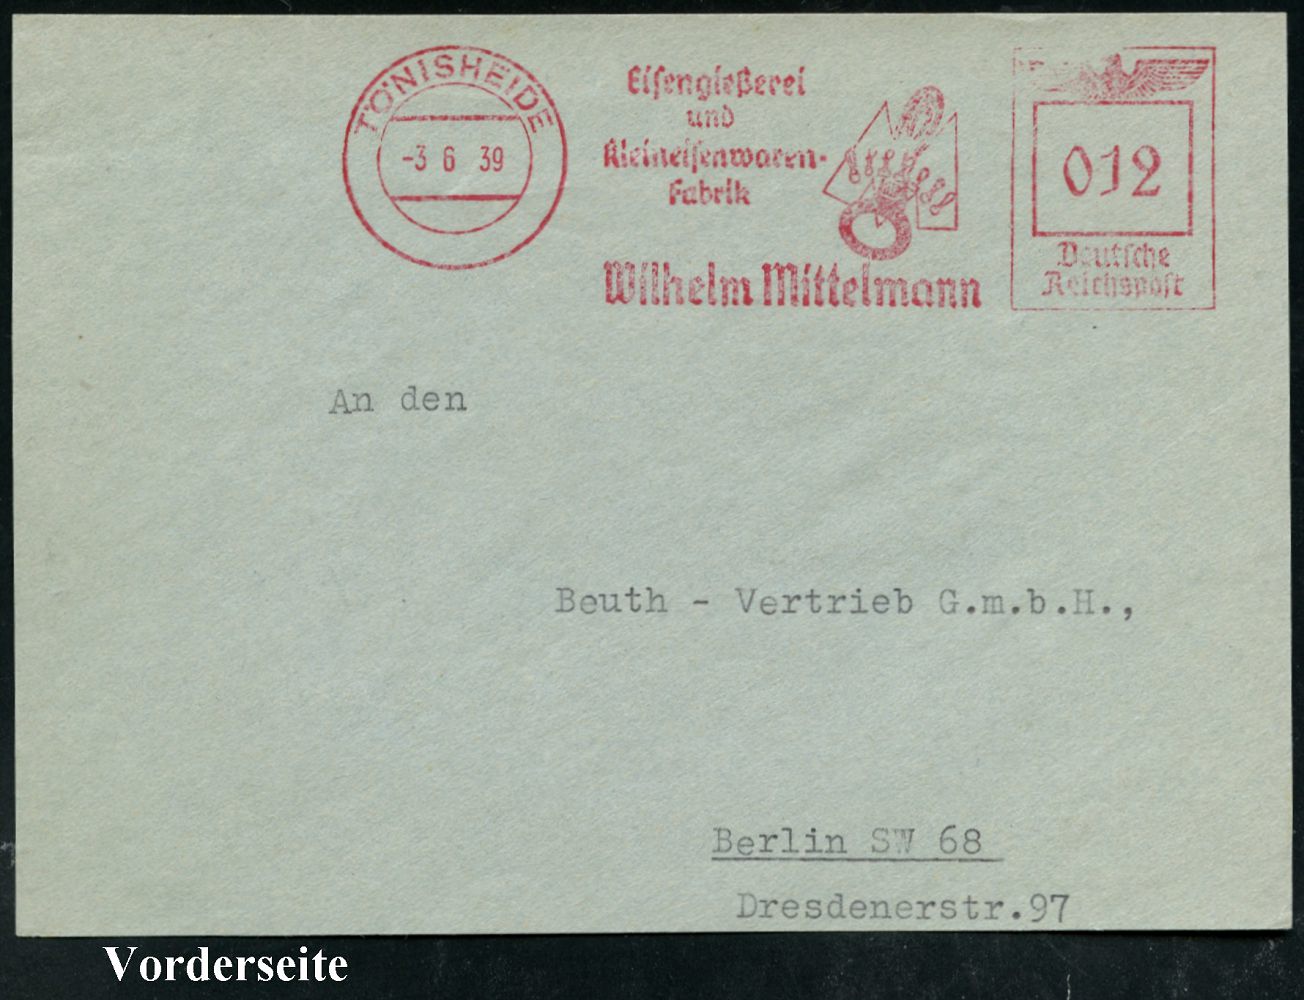 TÖNISHEIDE
-3 6 39
Eisengießerei
und
Kleineisenwaren-
Fabrik
Wilhelm Mittelmann
012
Deutsche
Reichspost
An den
Beuth - Vertrieb G.m.b.H.,
Berlin SW 68
Dresdenerstr.97
Vorderseite